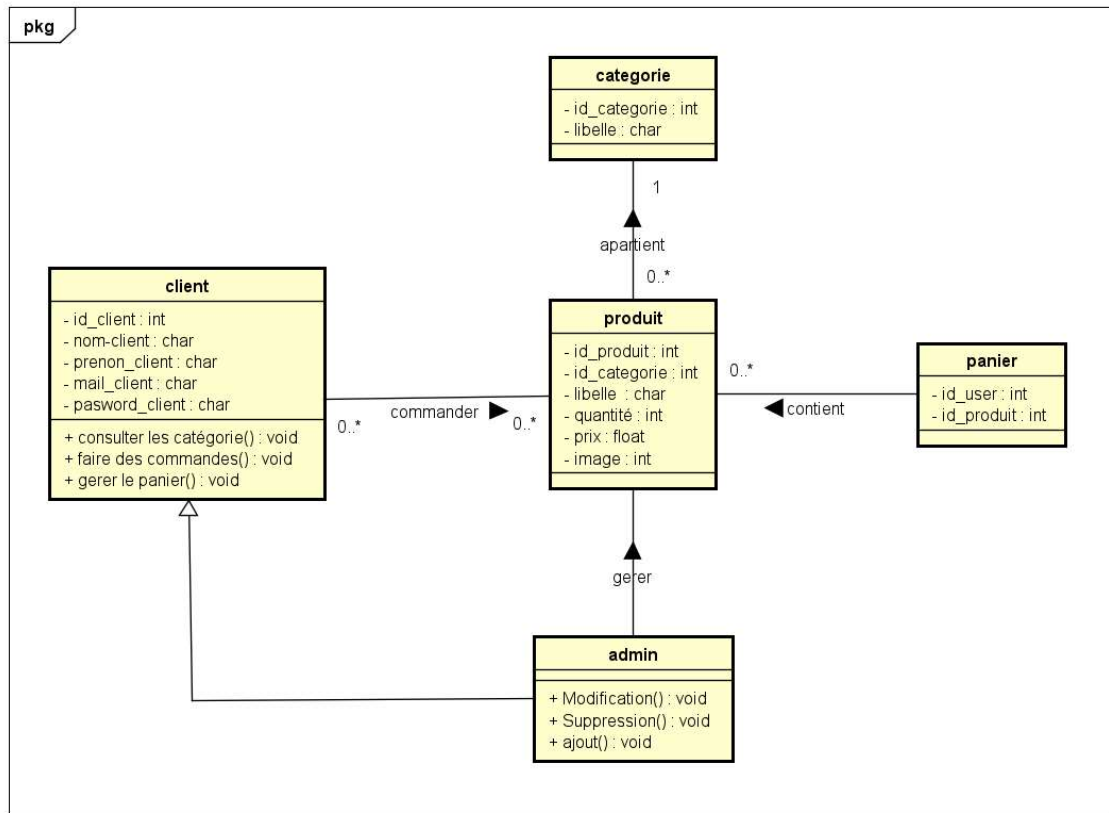 pkg
categorie
- id_categorie : int
- libelle : char
1
apartient
0..*
client
- id_client : int
- nom-client : char
- prenon_client : char
- mail_client : char
- pasword_client : char
+ consulter les catégorie() : void
+ faire des commandes() : void
+ gerer le panier() : void
0..*
commander
0..*
produit
- id_produit : int
- id_categorie : int
- libelle : char
- quantité : int
- prix : float
- image : int
0..*
contient
panier
- id_user : int
- id_produit : int
gerer
admin
+ Modification() : void
+ Suppression() : void
+ ajout() : void